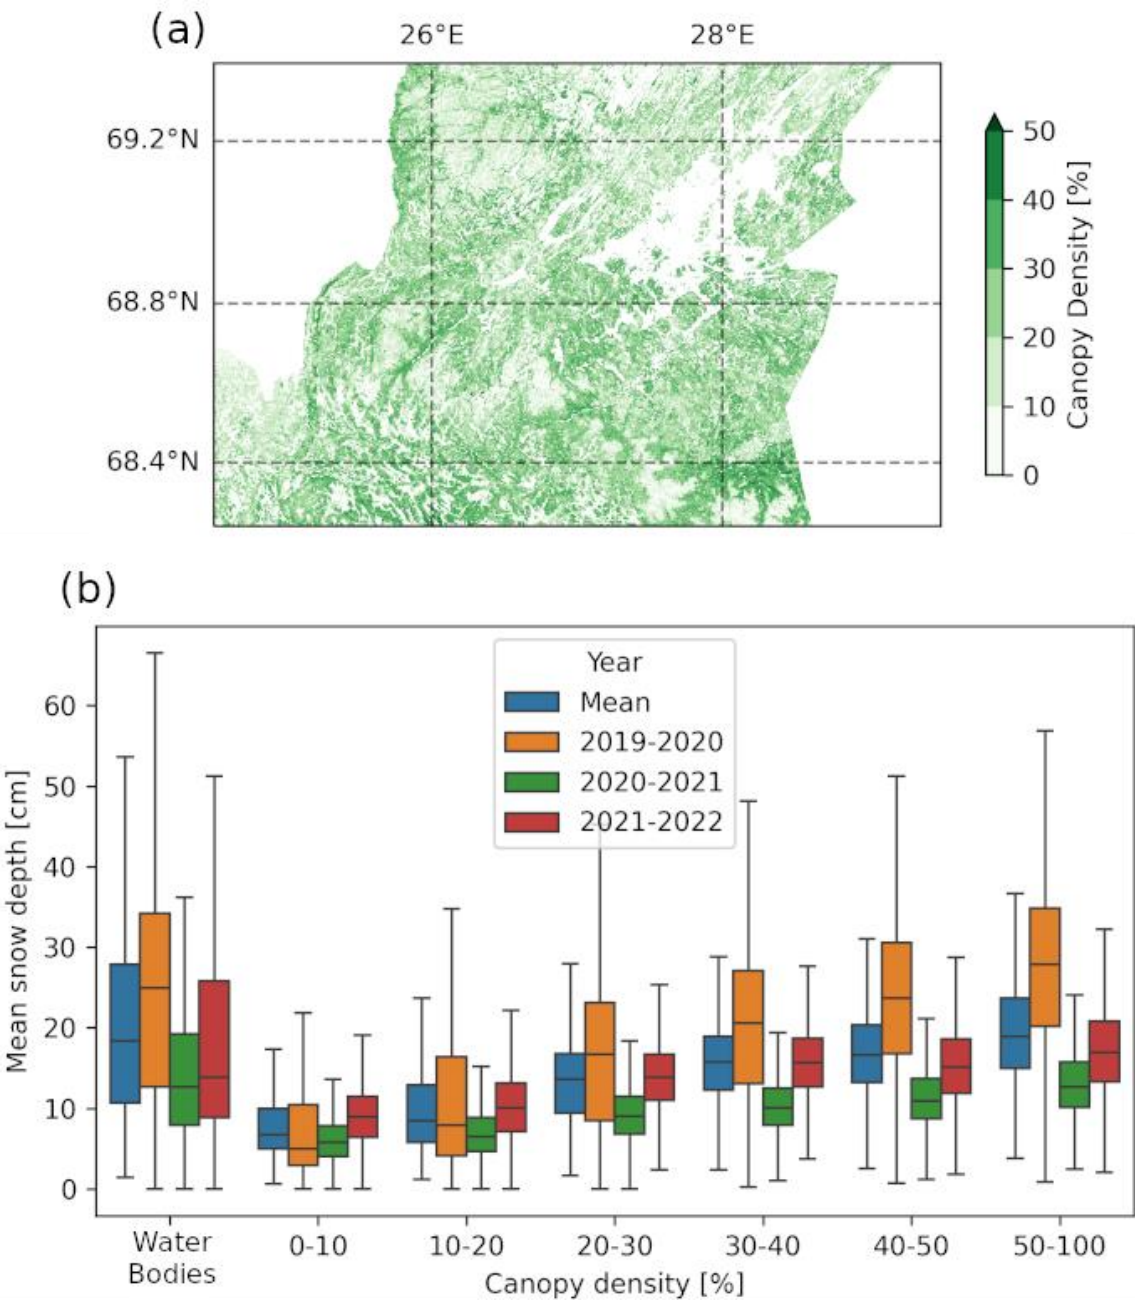 (a)
26°E 28°E
69.2°N
68.8°N
68.4°N
50
40
30
20
10
0
Canopy Density [%]
(b)
Year
Mean
2019-2020
2020-2021
2021-2022
60
50
40
30
20
10
0
Mean snow depth [cm]
Water
Bodies
0-10 10-20 20-30 30-40 40-50 50-100
Canopy density [%]